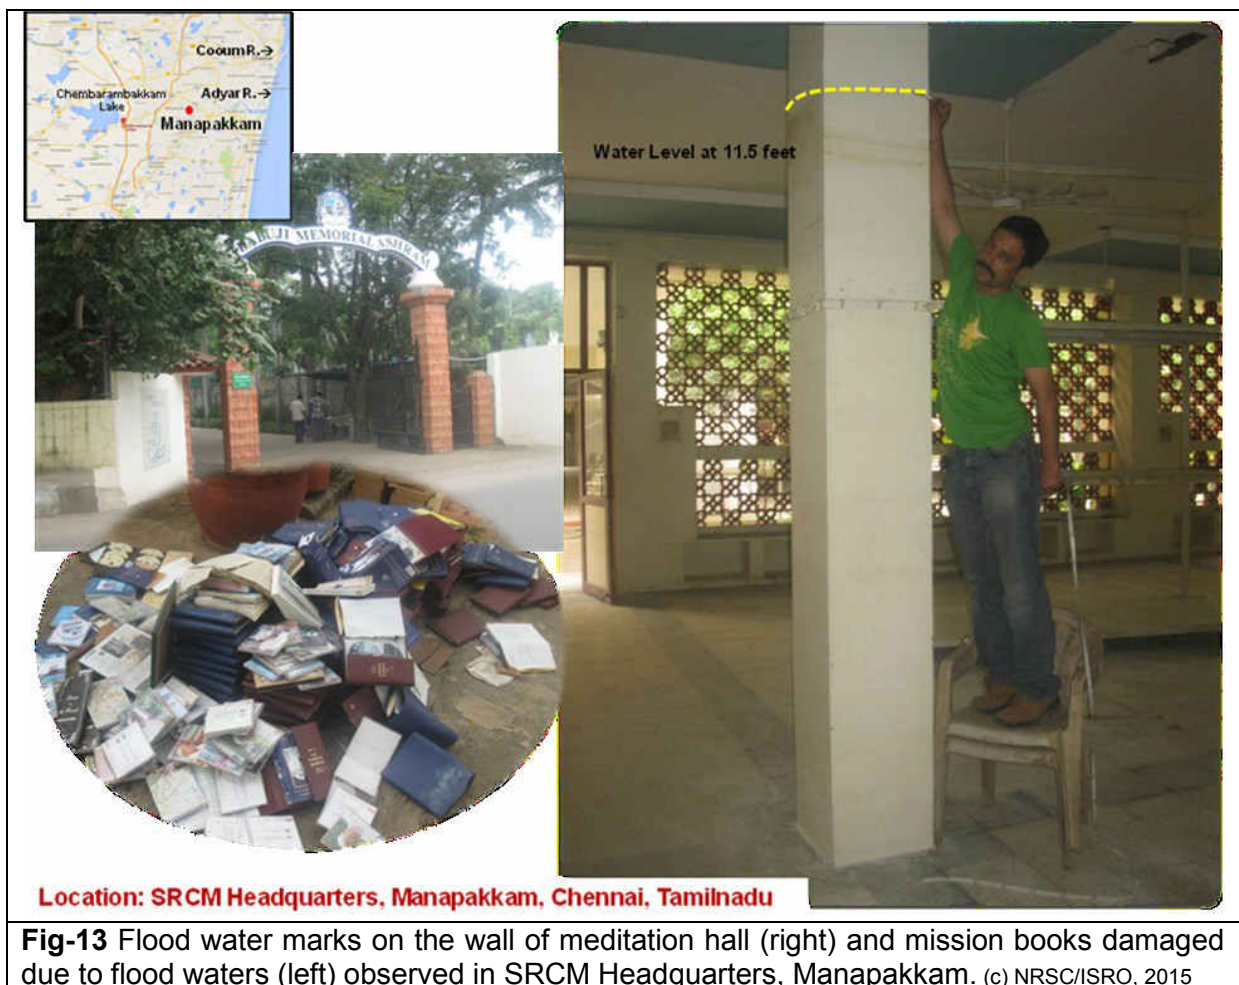 Cooum R.→
Chembarambakkam
Lake
Adyar R.→
Manapakkam
BABUJI MEMORIAL ASHRAM
Water Level at 11.5 feet
Location: SRCM Headquarters, Manapakkam, Chennai, Tamilnadu
Fig-13 Flood water marks on the wall of meditation hall (right) and mission books damaged
due to flood waters (left) observed in SRCM Headquarters, Manapakkam. (c) NRSC/ISRO, 2015